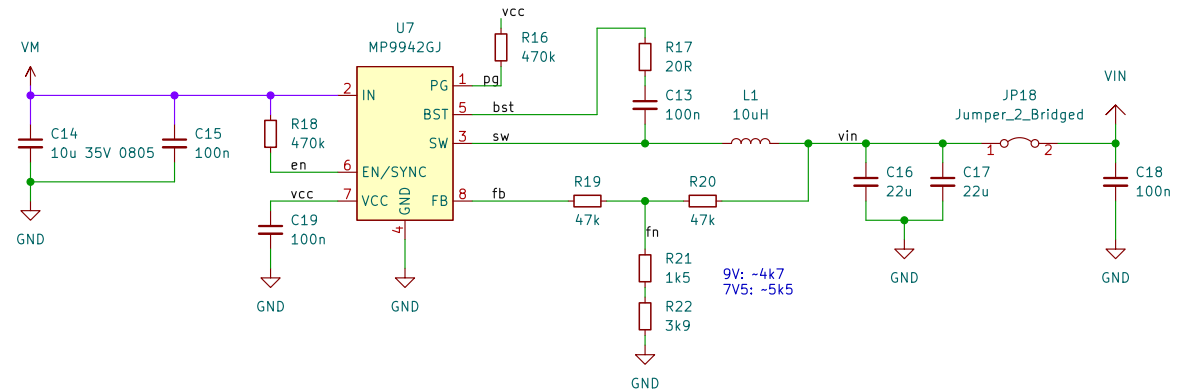 vcc
U7
MP9942GJ
VM
R16
470k
R17
20R
pg
1
PG
2
IN
VIN
C13
100n
L1
10uH
JP18
Jumper_2_Bridged
bst
5
BST
C14
10u 35V 0805
C15
100n
R18
470k
sw
3
SW
vin
1
2
en
6
EN/SYNC
C16
22u
C17
22u
C18
100n
vcc
7
VCC
GND
4
FB
8
fb
R19
47k
R20
47k
C19
100n
fn
GND
R21
1k5
9V: ~4k7
7V5: ~5k5
GND
GND
GND
GND
R22
3k9
GND